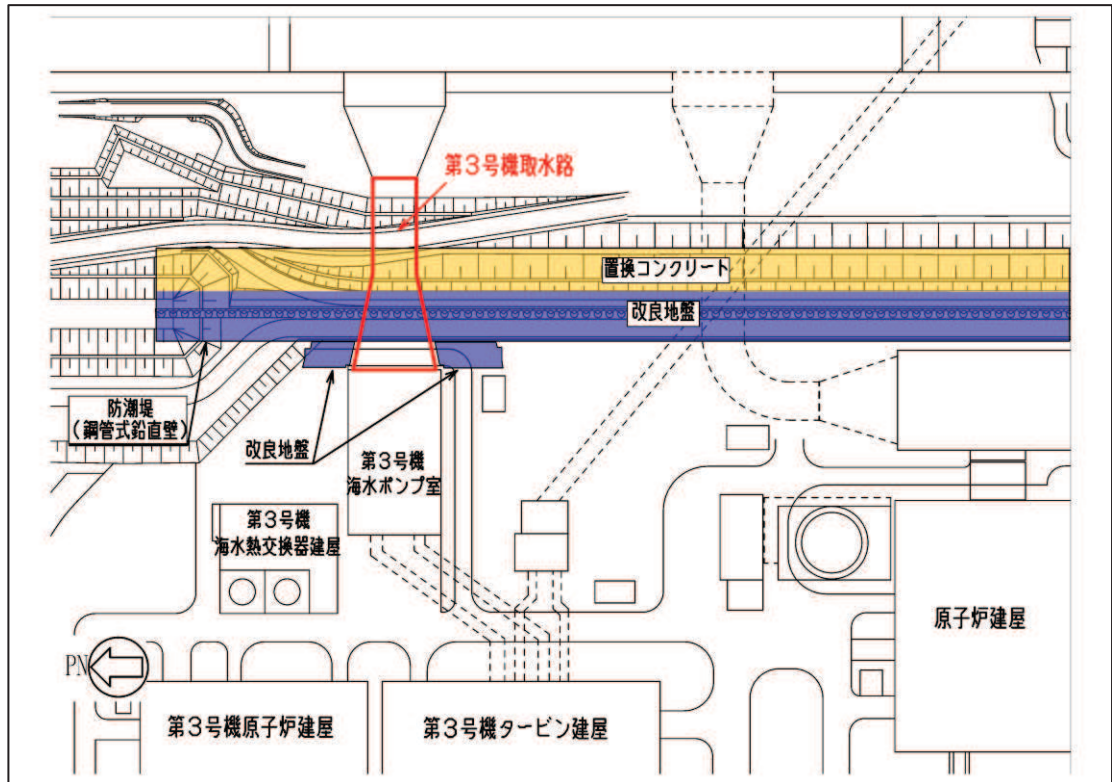 第3号機取水路
置換コンクリート
改良地盤
防潮堤
(鋼管式鉛直壁)
改良地盤
第3号機
海水ポンプ室
第3号機
海水熱交換器建屋
原子炉建屋
PN
第3号機原子炉建屋
第3号機タービン建屋